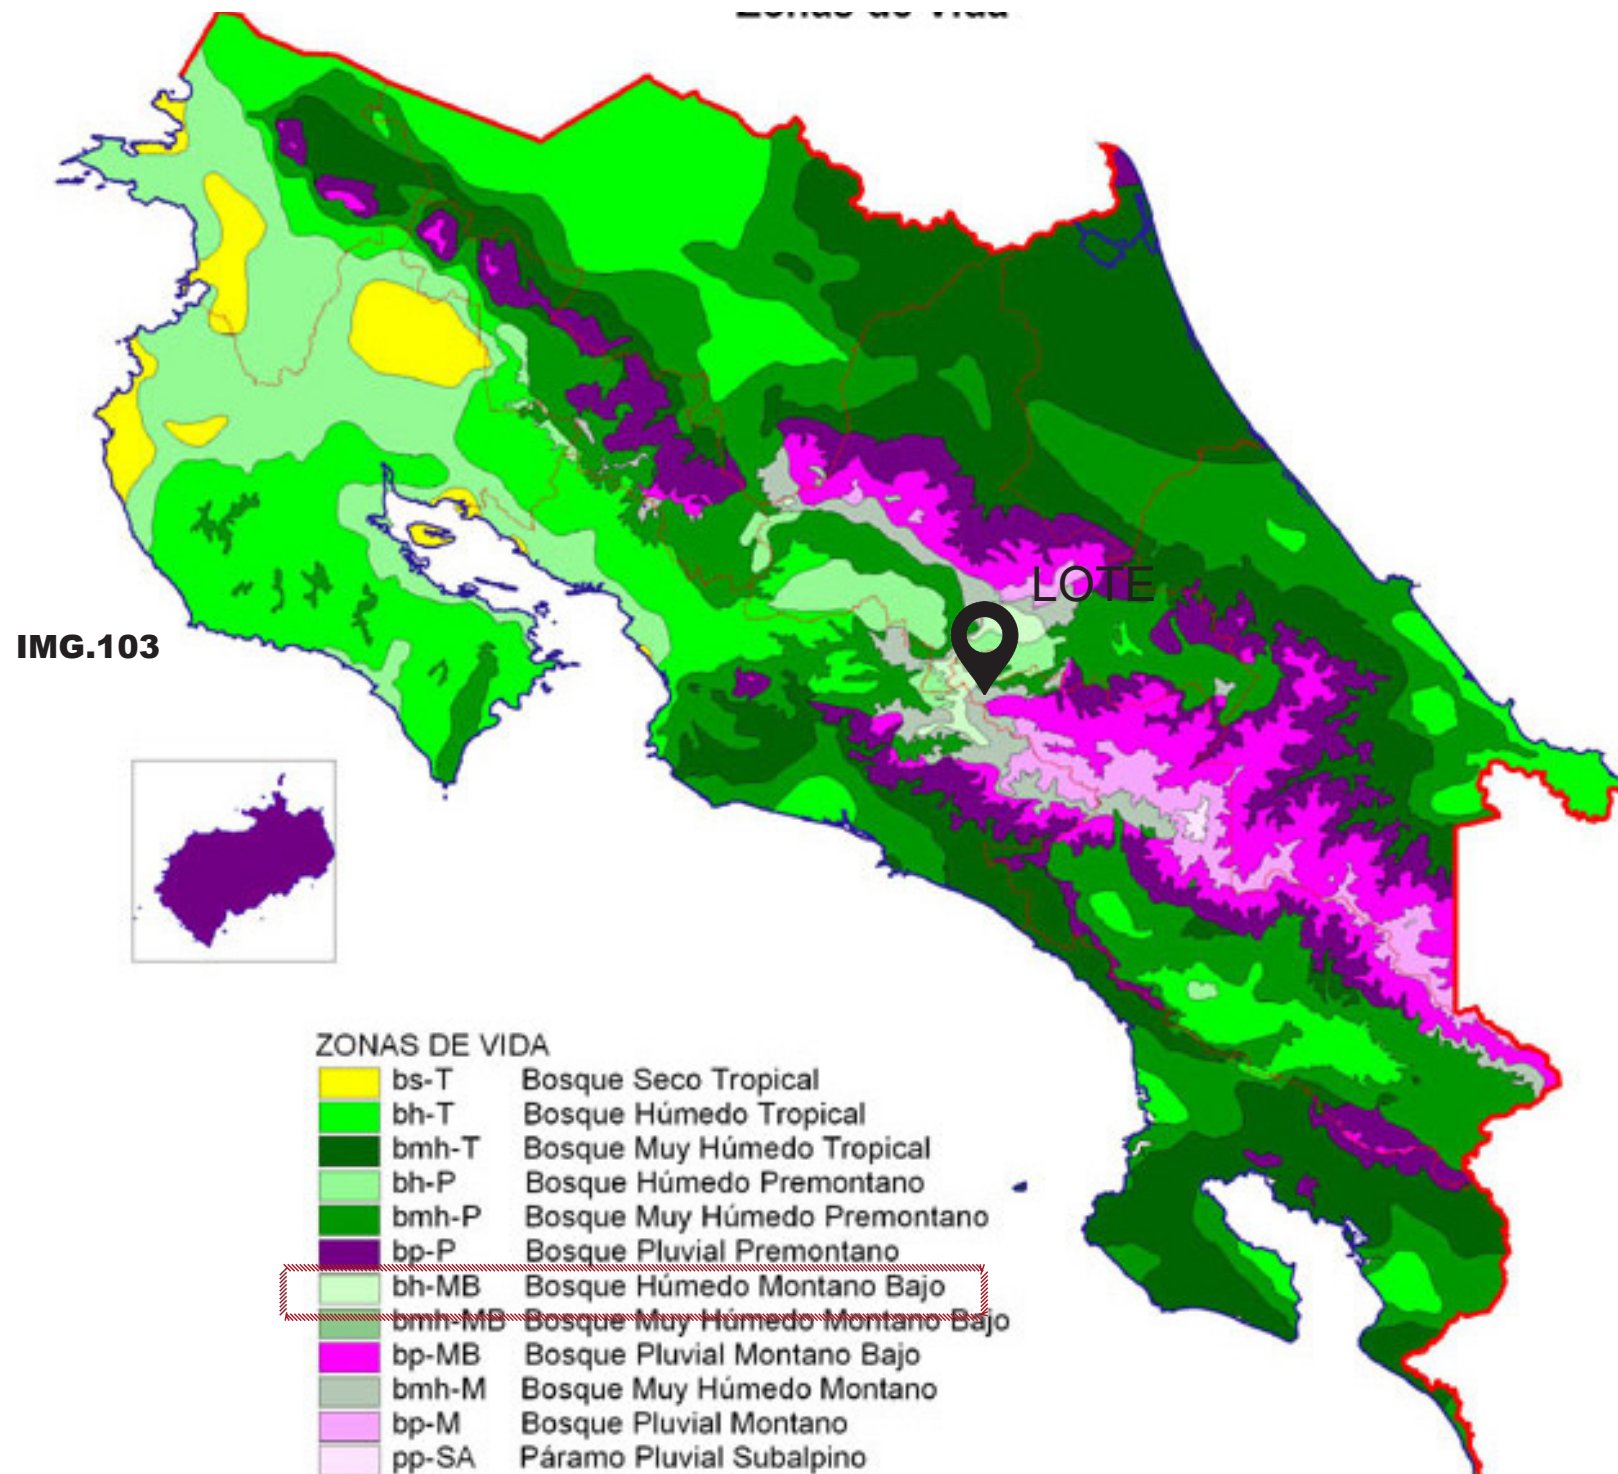 Zonas de Vida
LOTE
IMG.103
ZONAS DE VIDA
bs-T Bosque Seco Tropical
bh-T Bosque Húmedo Tropical
bmh-T Bosque Muy Húmedo Tropical
bh-P Bosque Húmedo Premontano
bmh-P Bosque Muy Húmedo Premontano
bp-P Bosque Pluvial Premontano
bh-MB Bosque Húmedo Montano Bajo
bmh-MB Bosque Muy Húmedo Montano Bajo
bp-MB Bosque Pluvial Montano Bajo
bmh-M Bosque Muy Húmedo Montano
bp-M Bosque Pluvial Montano
pp-SA Páramo Pluvial Subalpino